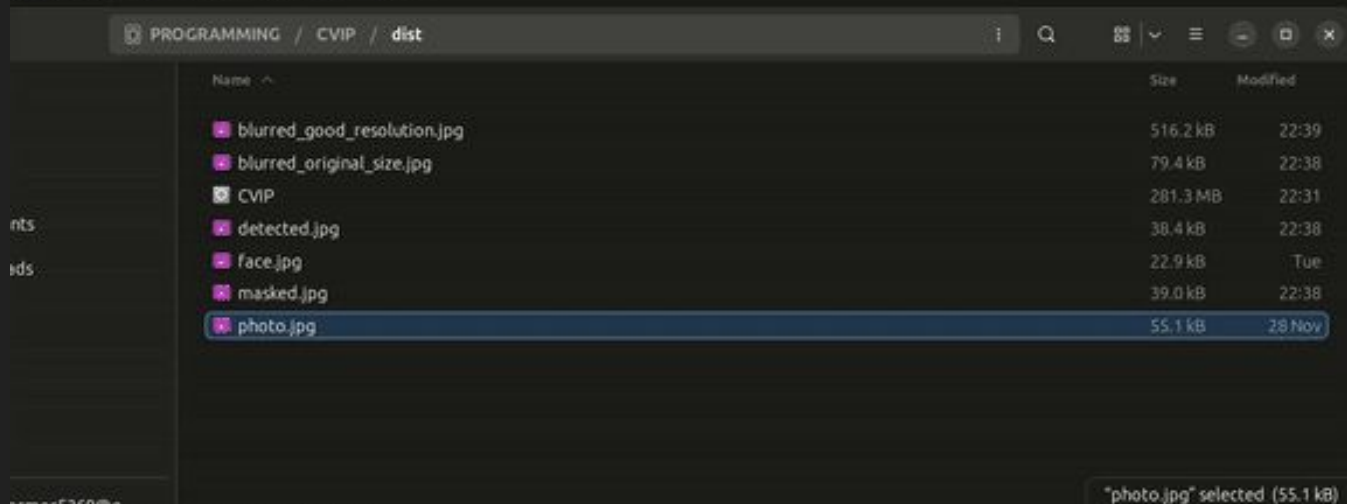 PROGRAMMING / CVIP / dist
Name Size Modified
blurred_good_resolution.jpg 516.2 kB 22:39
blurred_original_size.jpg 79.4 kB 22:38
CVIP 281.3 MB 22:31
nts
detected.jpg 38.4 kB 22:38
face.jpg 22.9 kB Tue
ads
masked.jpg 39.0 kB 22:38
photo.jpg 55.1 kB 28 Nov
"photo.jpg" selected (55.1 kB)